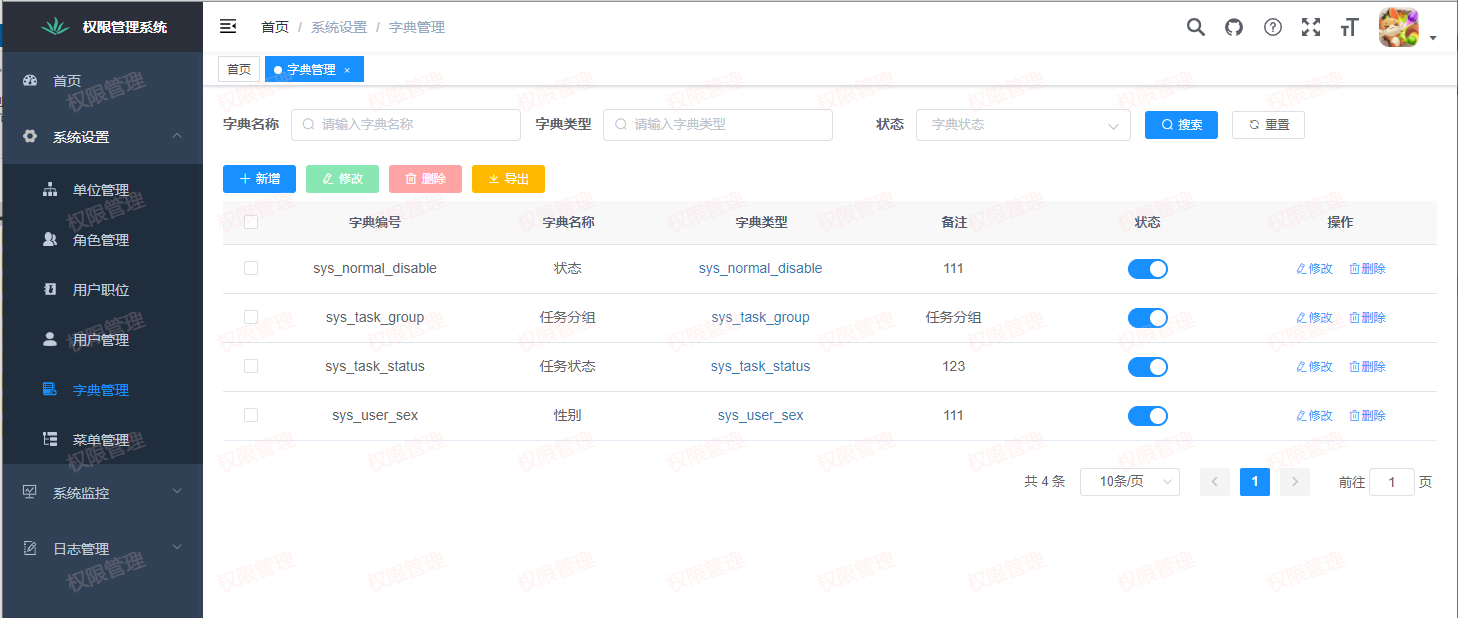 权限管理系统
首页 / 系统设置 / 字典管理
首页
字典管理 ×
首页
系统设置
单位管理
角色管理
用户职位
用户管理
字典管理
菜单管理
系统监控
日志管理
字典名称 请输入字典名称 字典类型 请输入字典类型 状态 字典状态 搜索 重置
新增 修改 删除 导出
字典编号 字典名称 字典类型 备注 状态 操作
sys_normal_disable 状态 sys_normal_disable 111 修改 删除
sys_task_group 任务分组 sys_task_group 任务分组 修改 删除
sys_task_status 任务状态 sys_task_status 123 修改 删除
sys_user_sex 性别 sys_user_sex 111 修改 删除
共 4 条 10条/页 1 前往 1 页
权限管理